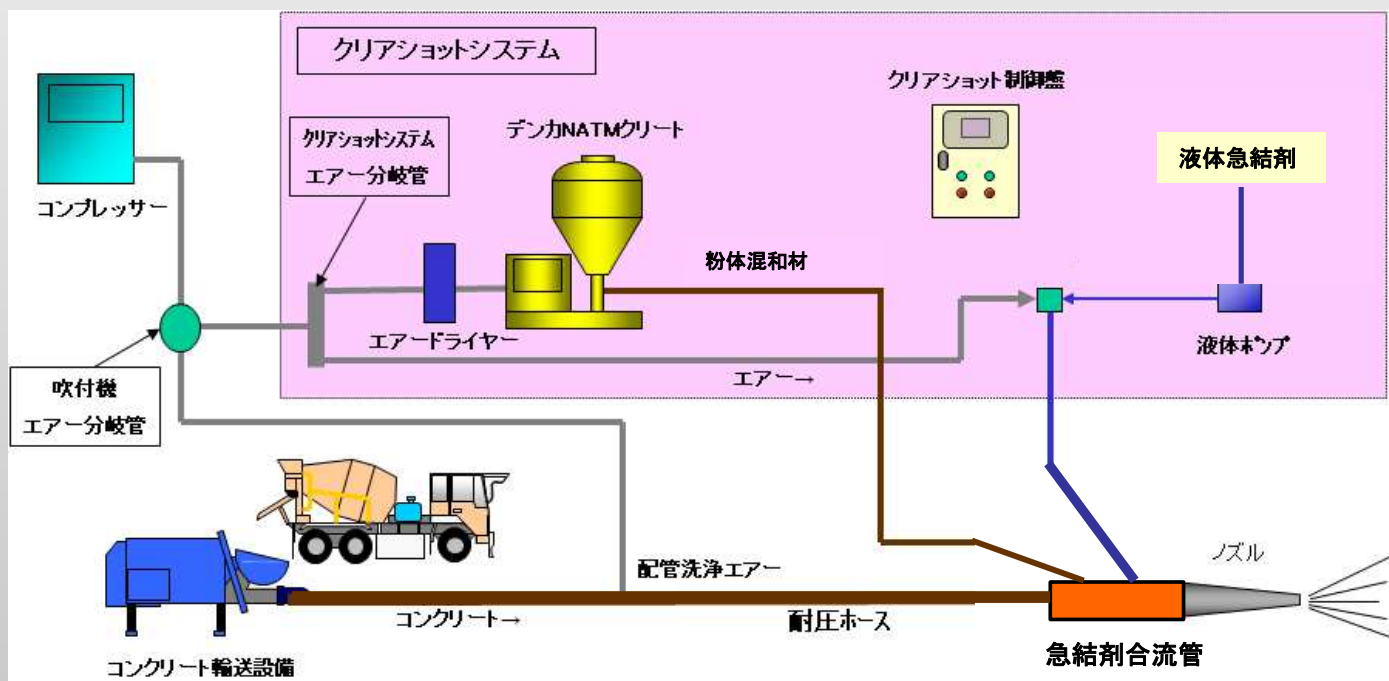 クリアショットシステム
クリアショット制御盤
デンカNATMクリート
クリアショットシステム
エアー分岐管
液体急結剤
コンプレッサー
粉体混和材
エアードライヤー
液体ポンプ
エアー→
吹付機
エアー分岐管
ノズル
配管洗浄エアー
コンクリート→
耐圧ホース
急結剤合流管
コンクリート輸送設備